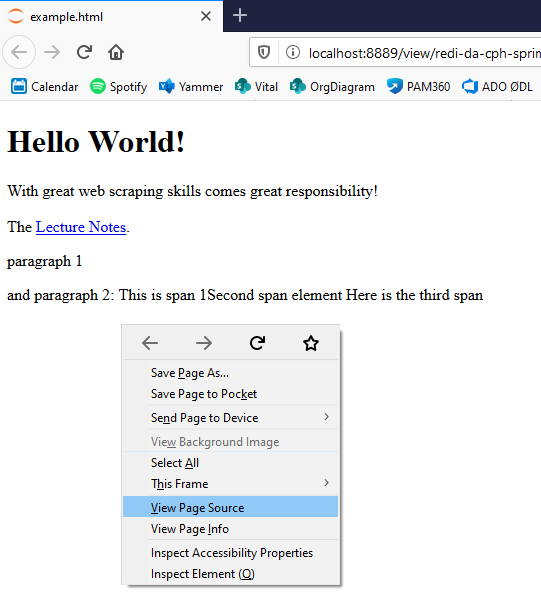 example.html
localhost:8889/view/redi-da-cph-sprin
Calendar Spotify Yammer Vital OrgDiagram PAM360 ADO ØDL
Hello World!
With great web scraping skills comes great responsibility!
The Lecture Notes.
paragraph 1
and paragraph 2: This is span 1Second span element Here is the third span
Save Page As...
Save Page to Pocket
Send Page to Device
View Background Image
Select All
This Frame
View Page Source
View Page Info
Inspect Accessibility Properties
Inspect Element (Q)